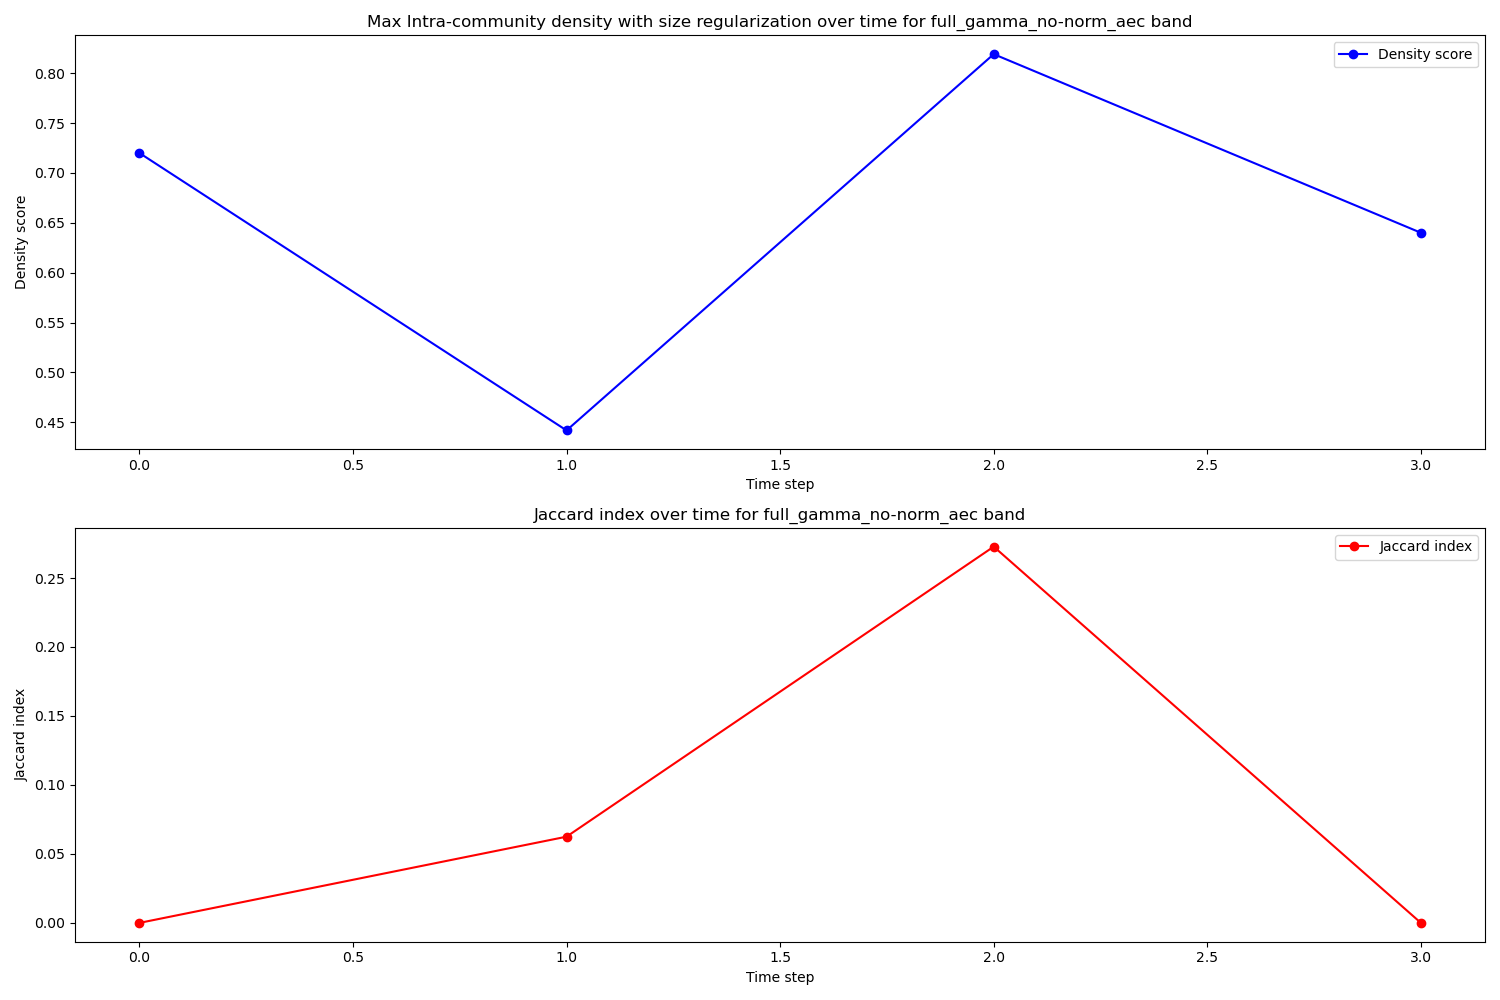 Max Intra-community density with size regularization over time for full_gamma_no-norm_aec band
Density score
0.80
0.75
0.70
0.65
0.60
0.55
0.50
0.45
Density score
0.0 0.5 1.0 1.5 2.0 2.5 3.0
Time step
Jaccard index over time for full_gamma_no-norm_aec band
Jaccard index
0.25
0.20
0.15
0.10
0.05
0.00
Jaccard index
0.0 0.5 1.0 1.5 2.0 2.5 3.0
Time step